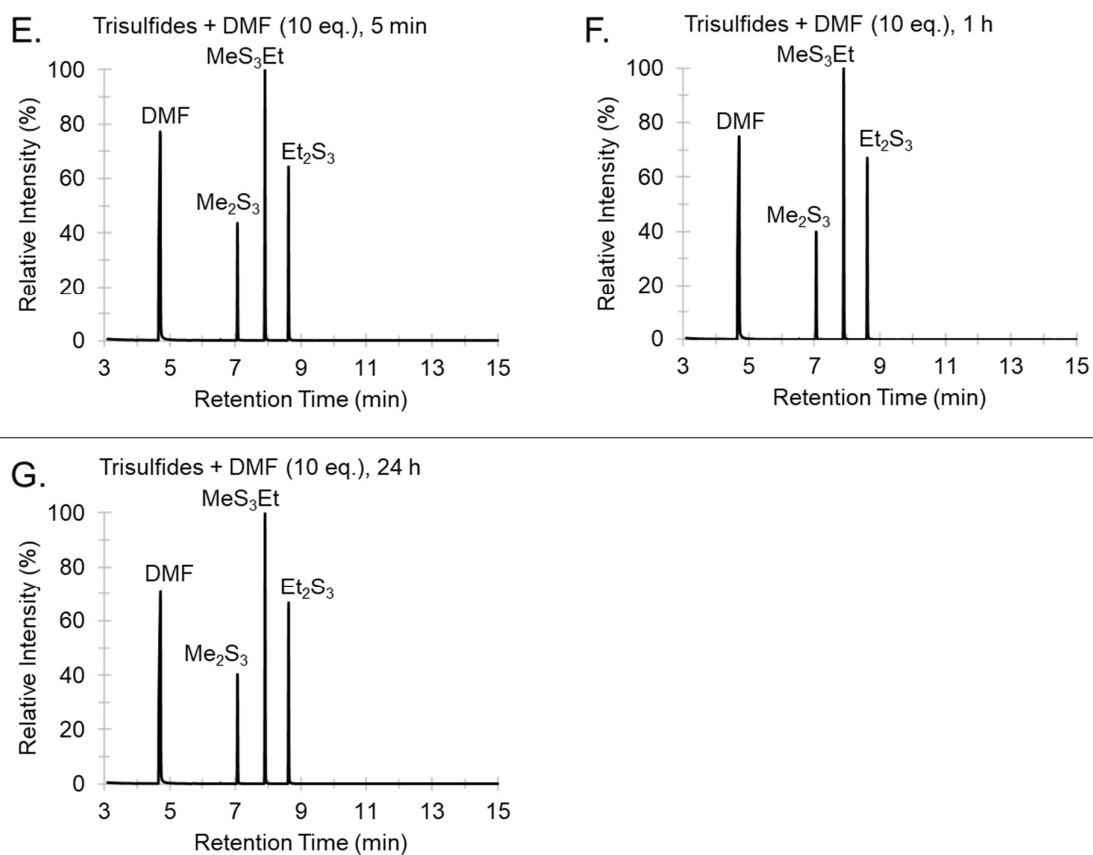 E.
Trisulfides + DMF (10 eq.), 5 min
MeS₃Et
100
DMF
80
Et₂S₃
60
Me₂S₃
40
20
0
3 5 7 9 11 13 15
Relative Intensity (%)
Retention Time (min)
F.
Trisulfides + DMF (10 eq.), 1 h
MeS₃Et
100
DMF
80
Et₂S₃
60
Me₂S₃
40
20
0
3 5 7 9 11 13 15
Relative Intensity (%)
Retention Time (min)
G.
Trisulfides + DMF (10 eq.), 24 h
MeS₃Et
100
DMF
80
Et₂S₃
60
Me₂S₃
40
20
0
3 5 7 9 11 13 15
Relative Intensity (%)
Retention Time (min)